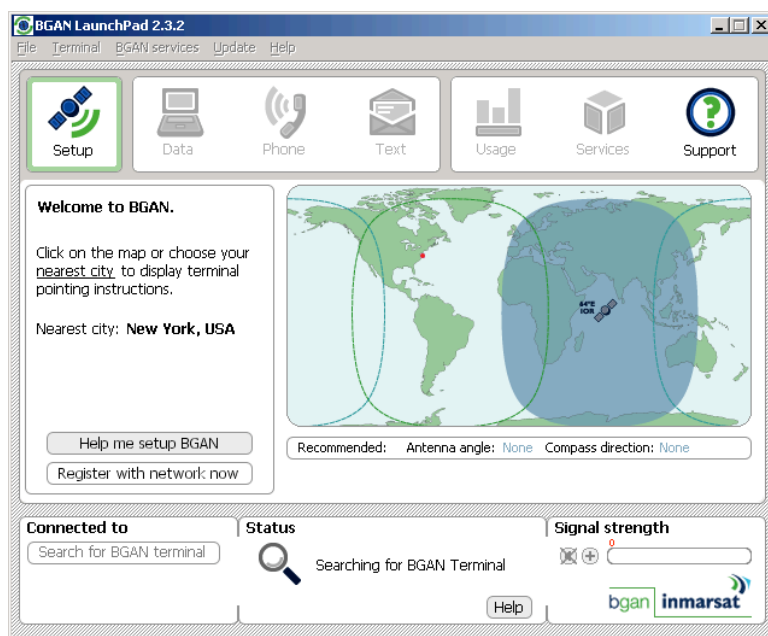 BGAN LaunchPad 2.3.2
File Terminal BGAN services Update Help
Setup
Data
Phone
Text
Usage
Services
Support
Welcome to BGAN.
Click on the map or choose your
nearest city to display terminal
pointing instructions.
Nearest city: New York, USA
Help me setup BGAN
Register with network now
64°E
IOR
Recommended: Antenna angle: None Compass direction: None
Connected to
Search for BGAN terminal
Status
Searching for BGAN Terminal
Help
Signal strength
0
bgan inmarsat